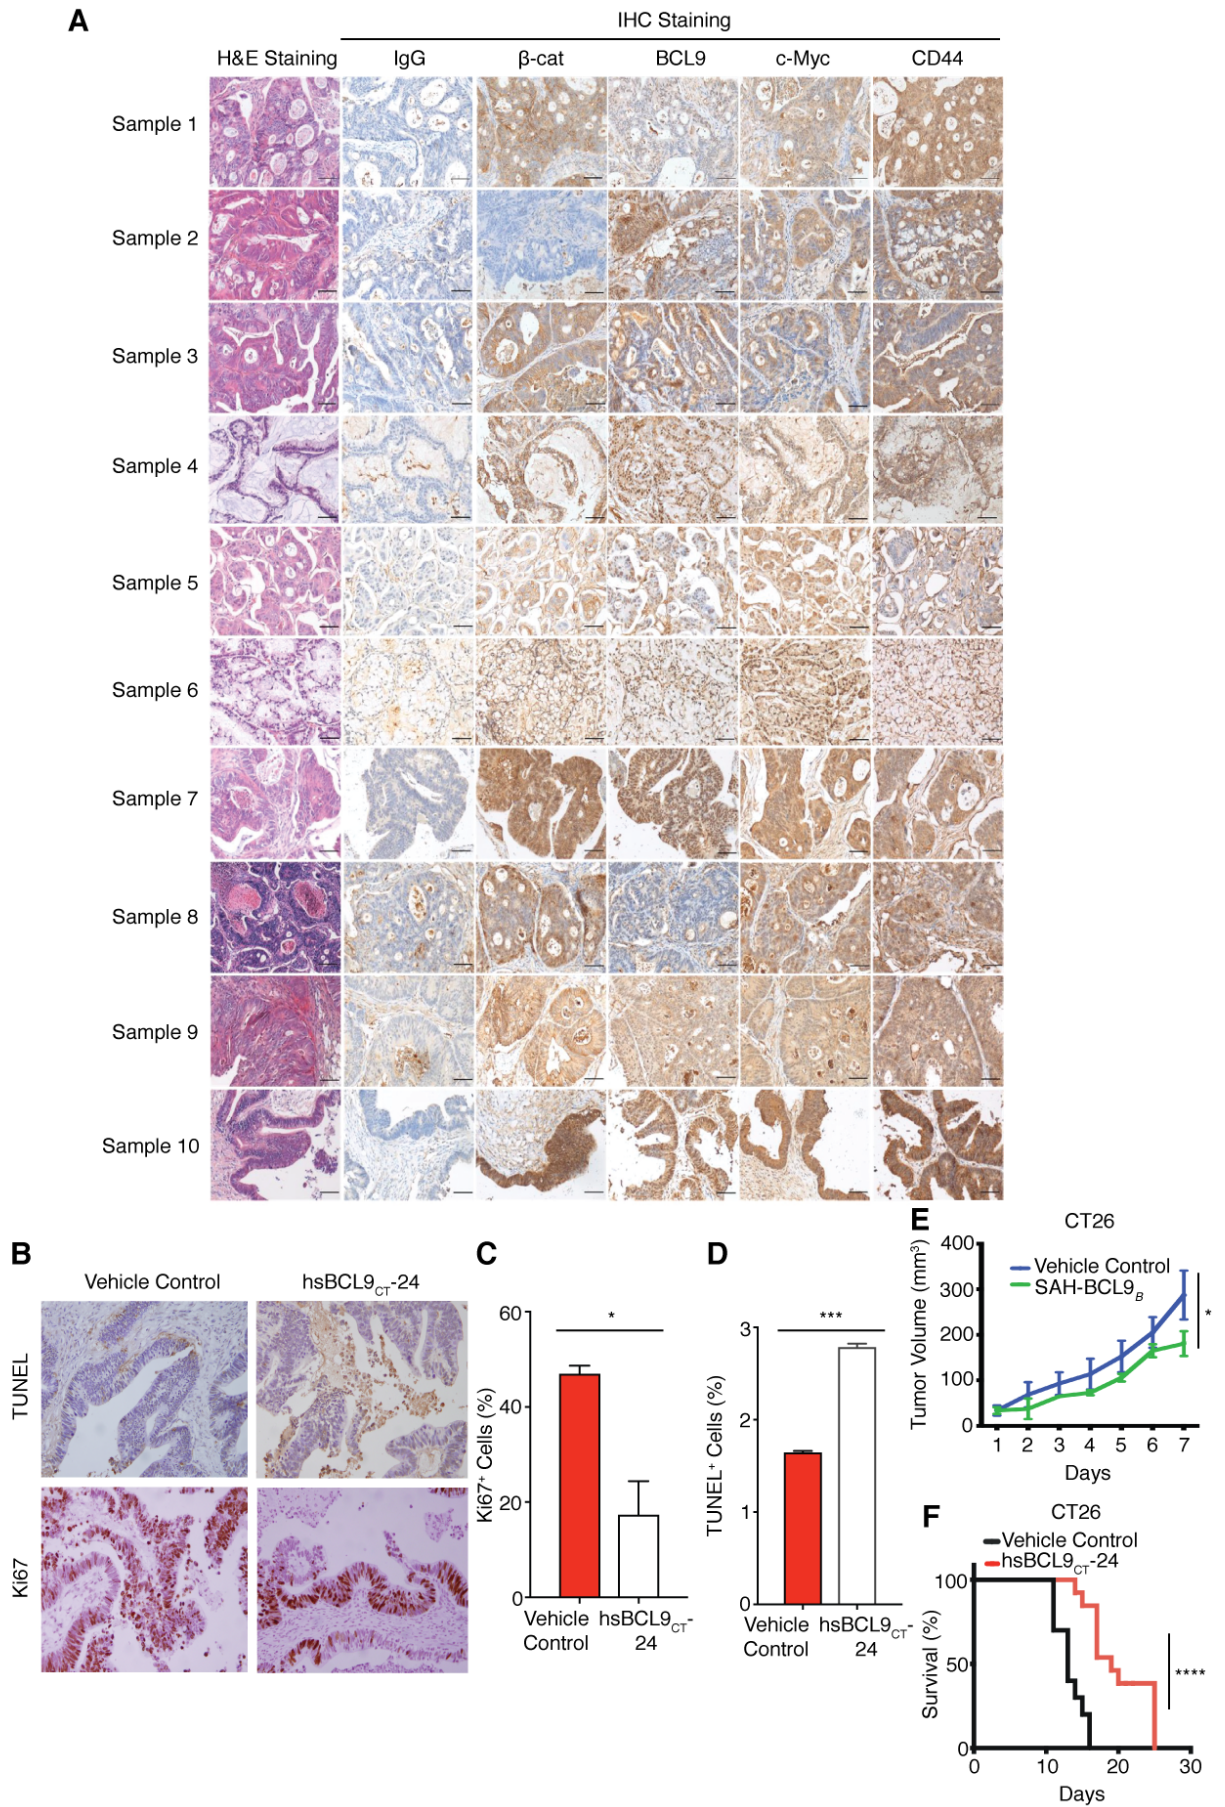 A
IHC Staining
H&E Staining IgG β-cat BCL9 c-Myc CD44
Sample 1
Sample 2
Sample 3
Sample 4
Sample 5
Sample 6
Sample 7
Sample 8
Sample 9
Sample 10
B
Vehicle Control hsBCL9CT-24
TUNEL
Ki67
C
Ki67+ Cells (%)
60
40
20
0
*
Vehicle Control
hsBCL9CT-24
D
TUNEL+ Cells (%)
3
2
1
0
***
Vehicle Control
hsBCL9CT-24
E
CT26
Tumor Volume (mm3)
400
300
200
100
0
Vehicle Control
SAH-BCL9B
*
1 2 3 4 5 6 7
Days
F
CT26
Vehicle Control
hsBCL9CT-24
Survival (%)
100
50
0
****
0 10 20 30
Days